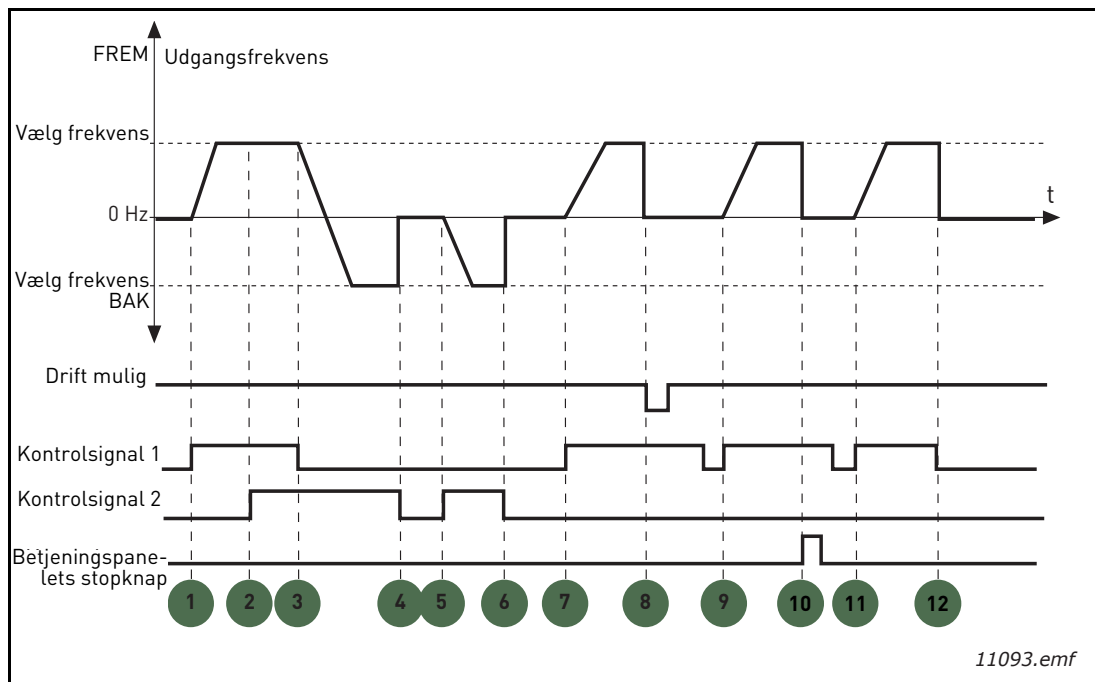 FREM
Udgangsfrekvens
Vælg frekvens
t
0 Hz
Vælg frekvens
BAK
Drift mulig
Kontrolsignal 1
Kontrolsignal 2
Betjeningspane-
lets stopknap
1 2 3 4 5 6 7 8 9 10 11 12
11093.emf